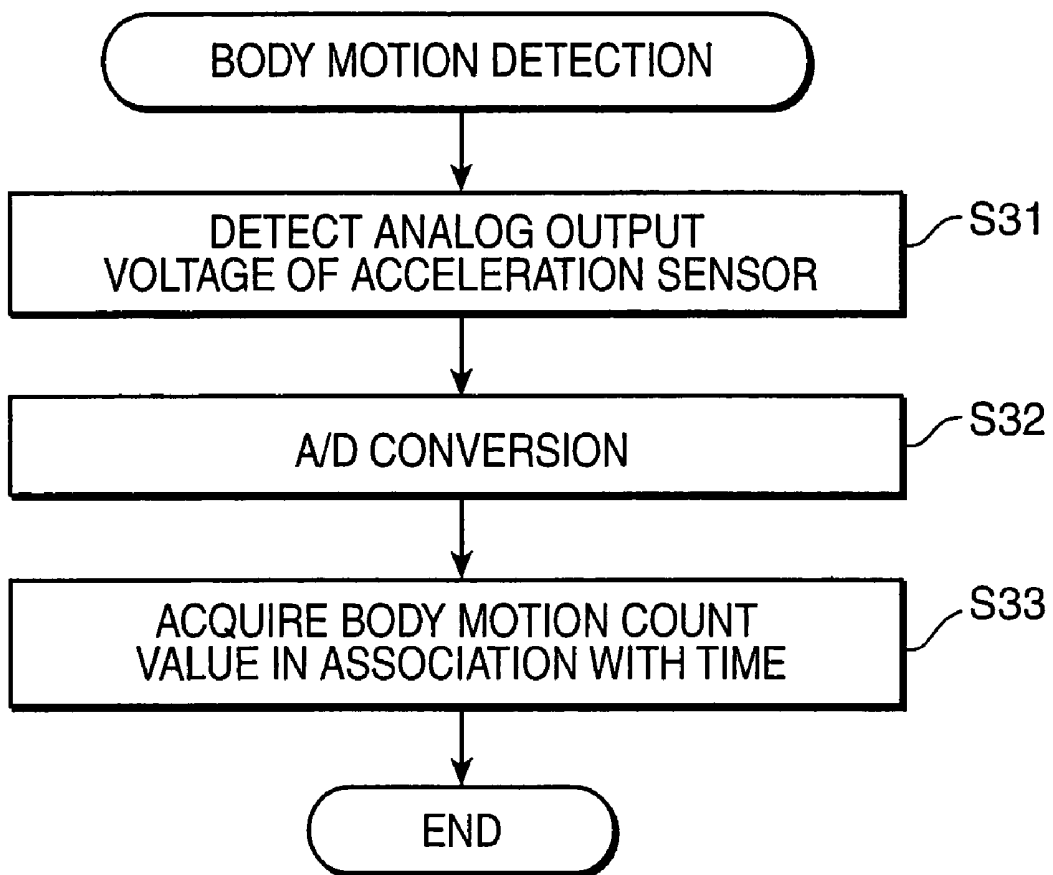 BODY MOTION DETECTION
DETECT ANALOG OUTPUT
VOLTAGE OF ACCELERATION SENSOR
S31
A/D CONVERSION
S32
ACQUIRE BODY MOTION COUNT
VALUE IN ASSOCIATION WITH TIME
S33
END